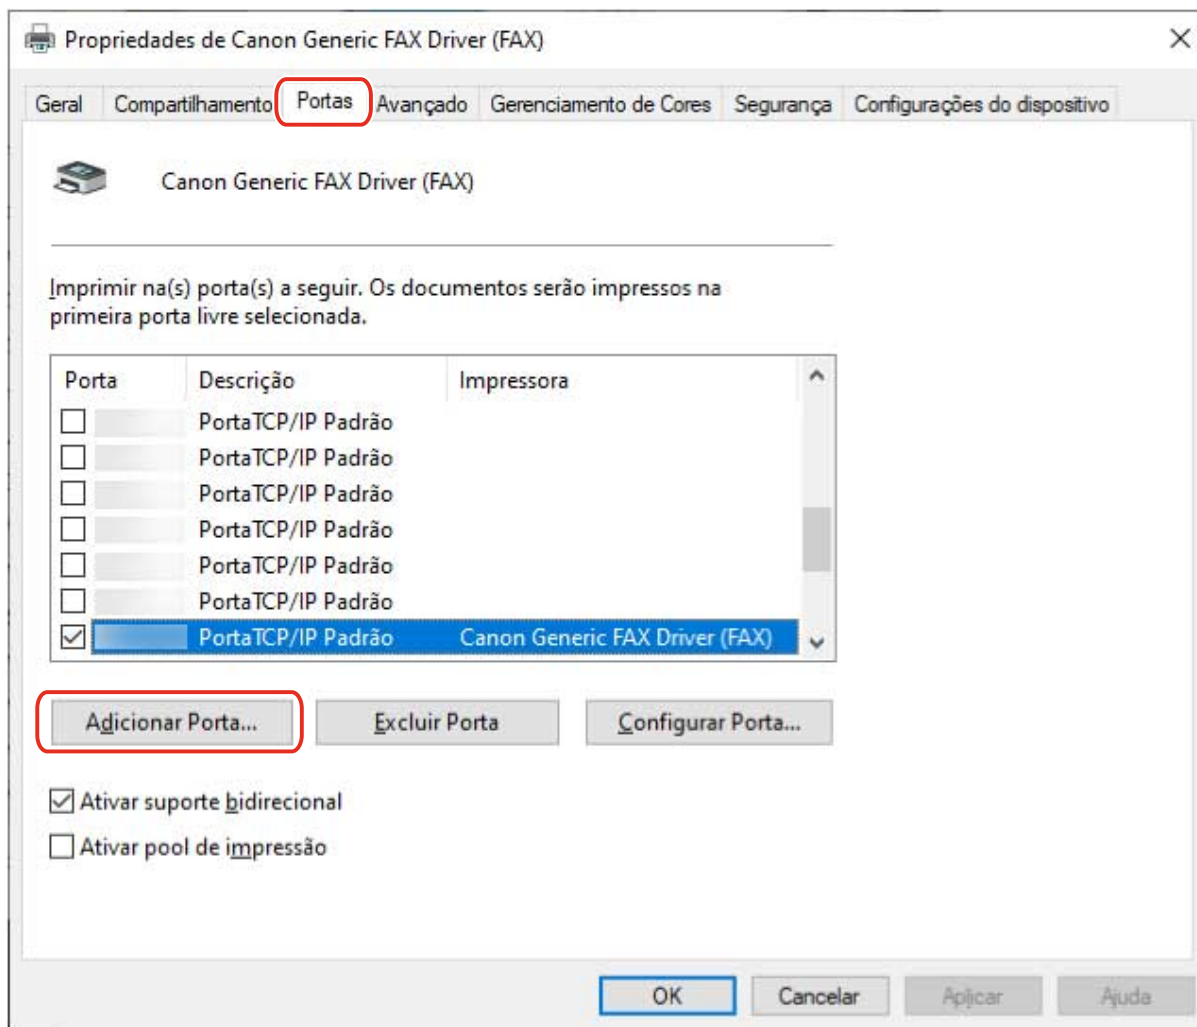 Propriedades de Canon Generic FAX Driver (FAX)
Geral Compartilhamento Portas Avançado Gerenciamento de Cores Segurança Configurações do dispositivo
Canon Generic FAX Driver (FAX)
Imprimir na(s) porta(s) a seguir. Os documentos serão impressos na
primeira porta livre selecionada.
Porta Descrição Impressora
PortaTCP/IP Padrão
PortaTCP/IP Padrão
PortaTCP/IP Padrão
PortaTCP/IP Padrão
PortaTCP/IP Padrão
PortaTCP/IP Padrão
PortaTCP/IP Padrão Canon Generic FAX Driver (FAX)
Adicionar Porta... Excluir Porta Configurar Porta...
Ativar suporte bidirecional
Ativar pool de impressão
OK Cancelar Aplicar Ajuda